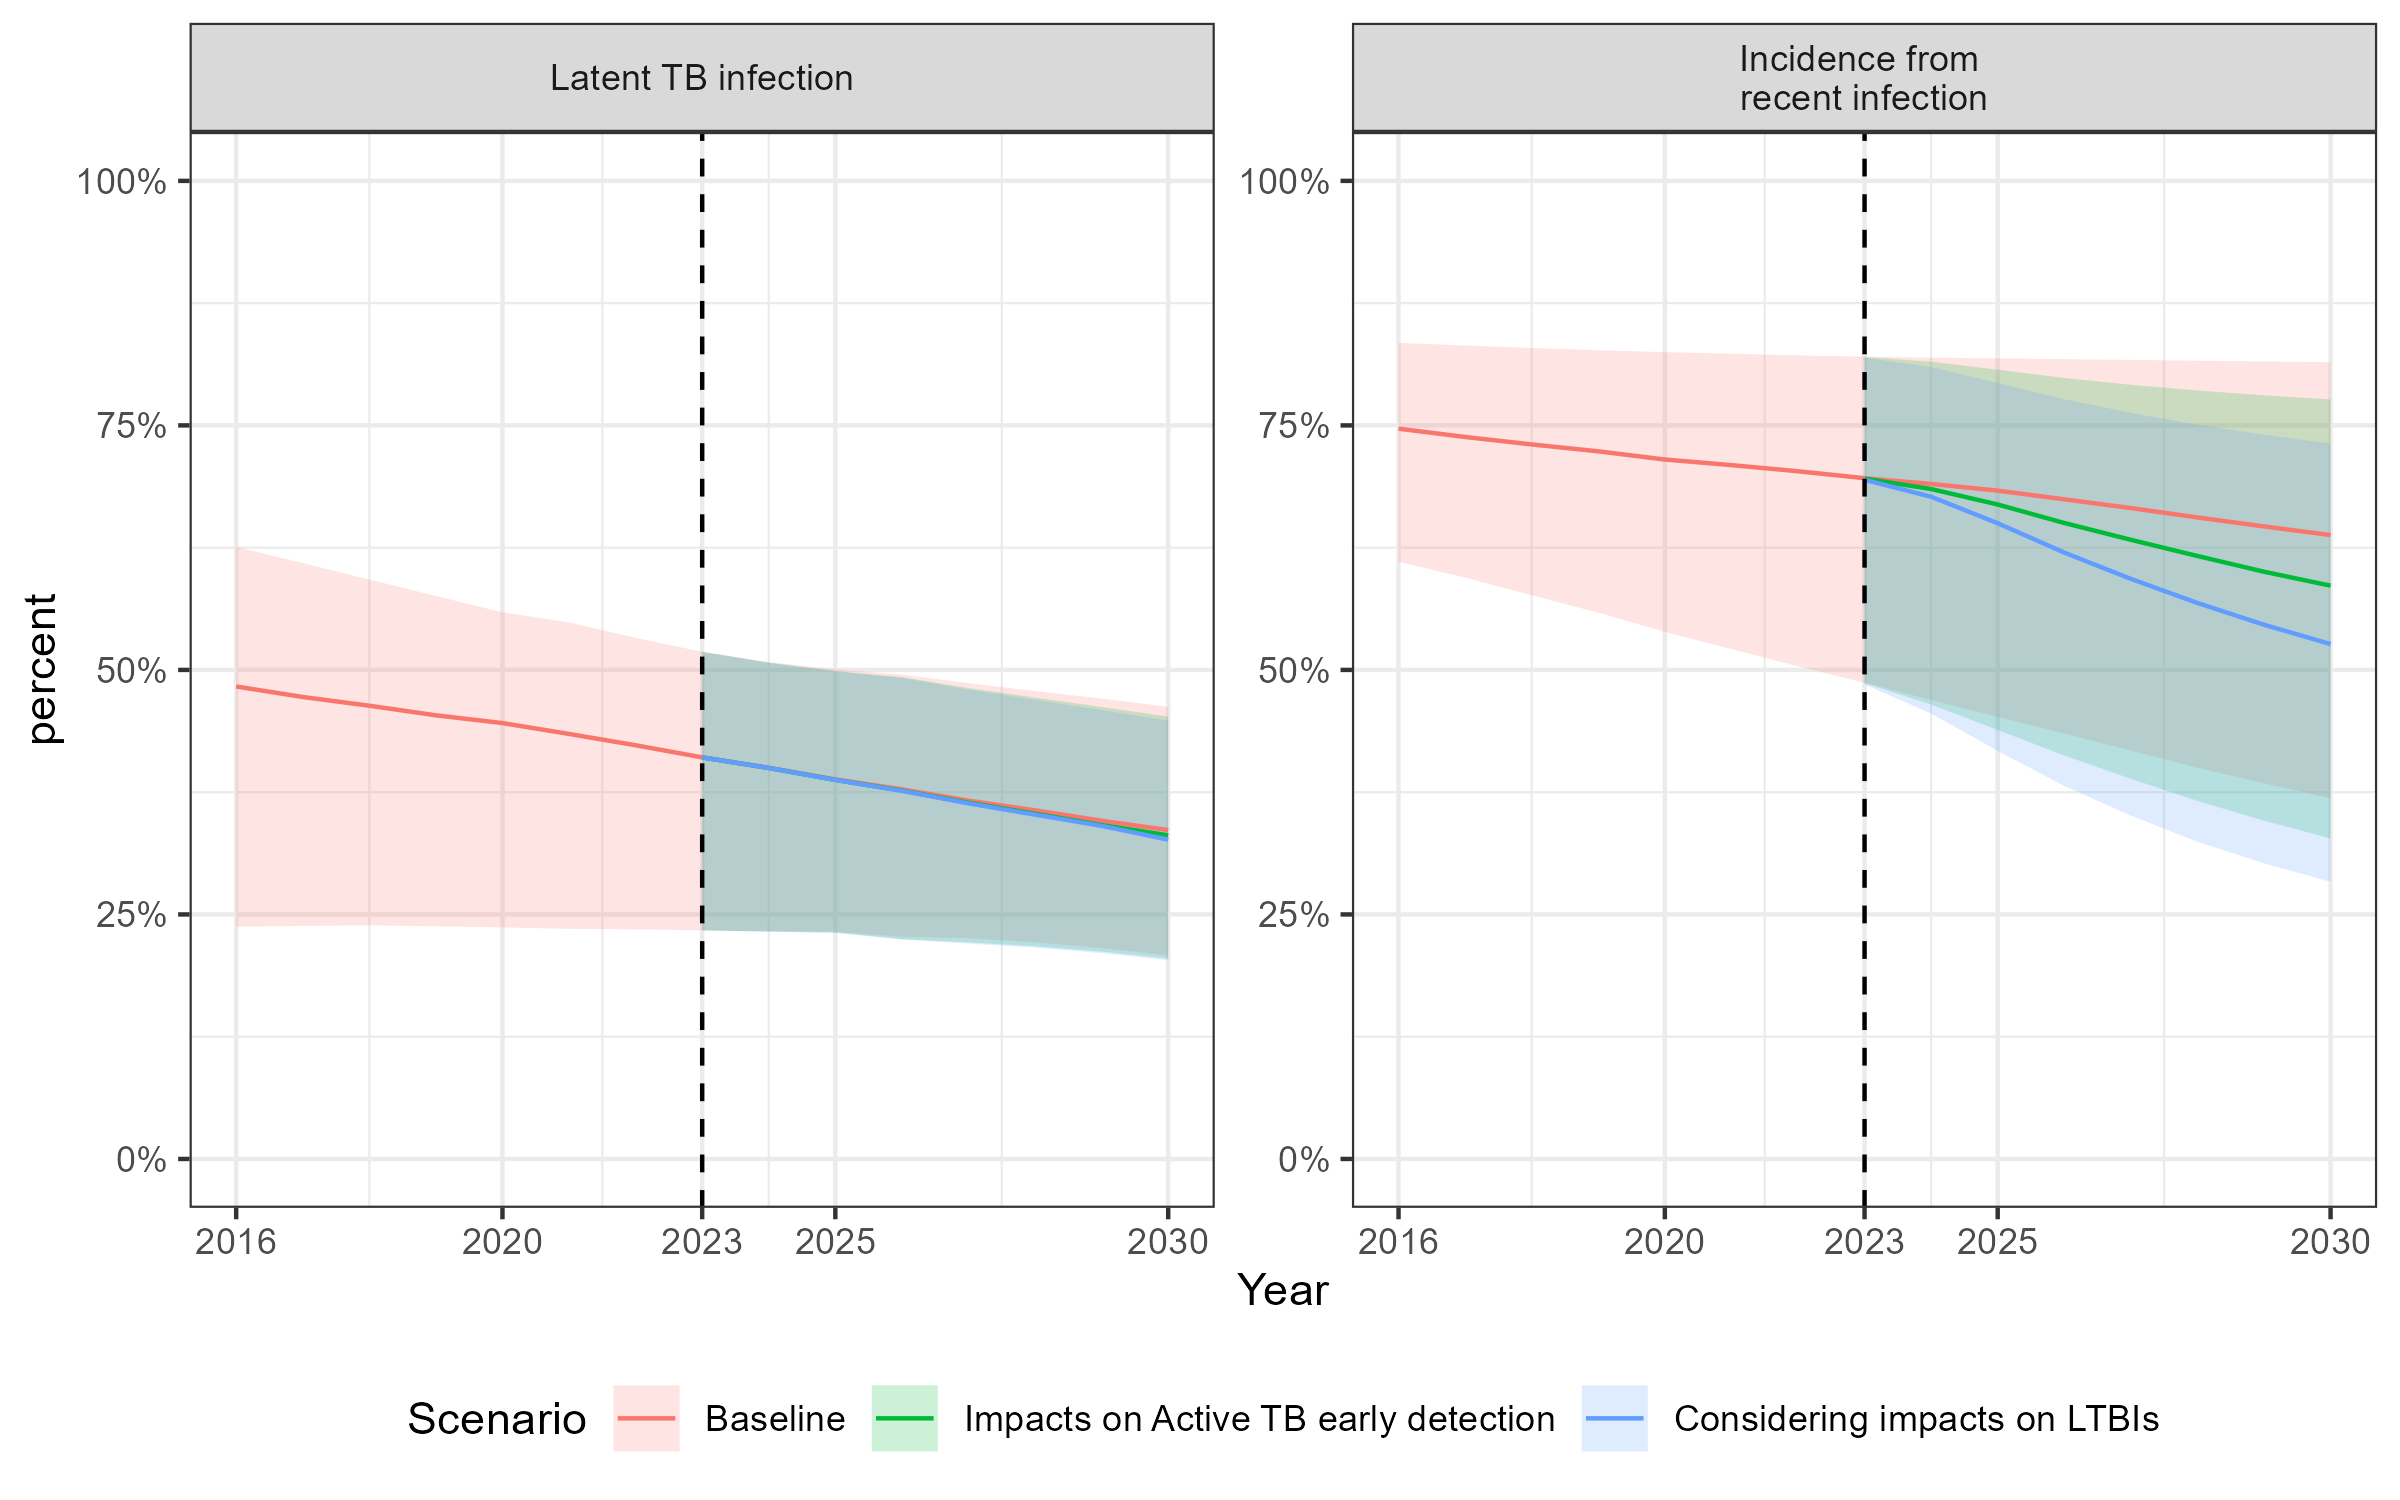 Latent TB infection
Incidence from
recent infection
percent
100%
75%
50%
25%
0%
100%
75%
50%
25%
0%
2016 2020 2023 2025 2030
2016 2020 2023 2025 2030
Year
Scenario Baseline Impacts on Active TB early detection Considering impacts on LTBIs